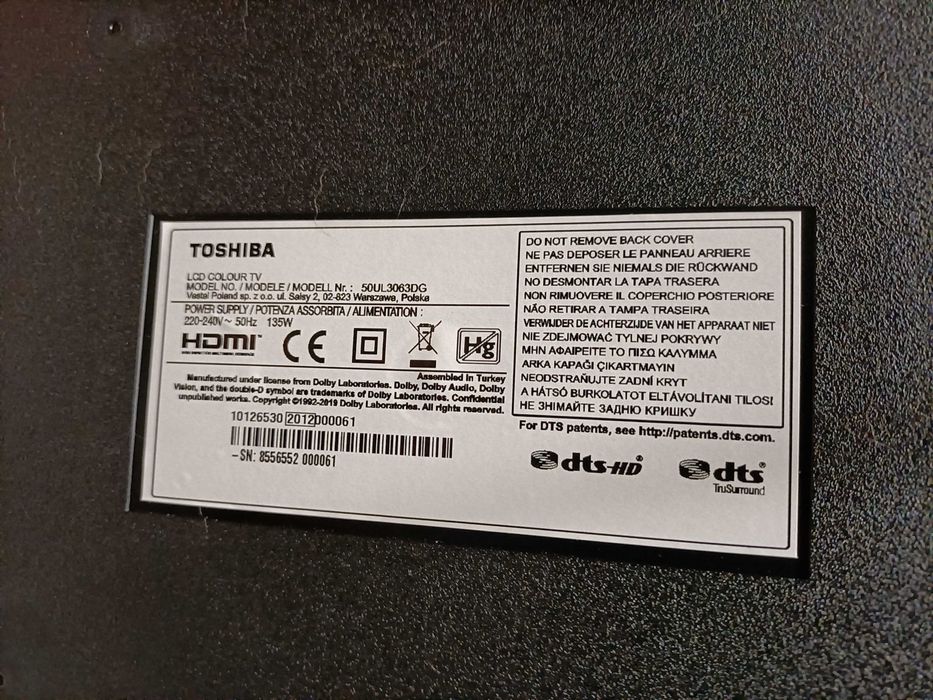 TOSHIBA
LCD COLOUR TV
MODEL NO. / MODELE / MODELL Nr. : 50UL3063DG
Vestel Poland sp. z o.o. ul. Salsy 2, 02-823 Warszawa, Polska
POWER SUPPLY / POTENZA ASSORBITA / ALIMENTATION :
220-240V~ 50Hz 135W
HDMI
CE
Hg
Assembled in Turkey
Manufactured under license from Dolby Laboratories. Dolby, Dolby Audio, Dolby
Vision, and the double-D symbol are trademarks of Dolby Laboratories. Confidential
unpublished works. Copyright ©1992-2019 Dolby Laboratories. All rights reserved.
10126530 2012000061
-SN: 8556552 000061
DO NOT REMOVE BACK COVER
NE PAS DEPOSER LE PANNEAU ARRIERE
ENTFERNEN SIE NIEMALS DIE RÜCKWAND
NO DESMONTAR LA TAPA TRASERA
NON RIMUOVERE IL COPERCHIO POSTERIORE
NÃO RETIRAR A TAMPA TRASEIRA
VERWIJDER DE ACHTERZIJDE VAN HET APPARAAT NIET
NIE ZDEJMOWAĆ TYLNEJ POKRYWY
ΜΗΝ ΑΦΑΙΡΕΙΤΕ ΤΟ ΠΙΣΩ ΚΑΛΥΜΜΑ
ARKA KAPAĞI ÇIKARTMAYIN
NEODSTRAŇUJTE ZADNÍ KRYT
A HÁTSÓ BURKOLATOT ELTÁVOLÍTANI TILOS!
НЕ ЗНИМАЙТЕ ЗАДНЮ КРИШКУ
For DTS patents, see http://patents.dts.com.
dts-HD®
dts®
TruSurround